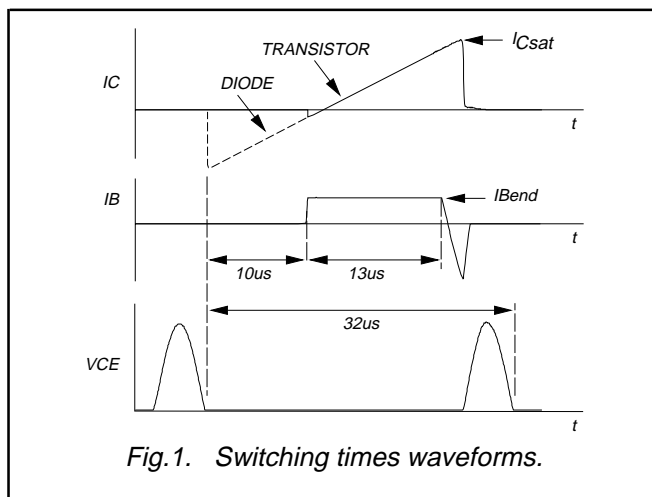 ICsat
TRANSISTOR
IC
DIODE
t
IB
IBend
t
10us
13us
32us
VCE
t
Fig.1. Switching times waveforms.